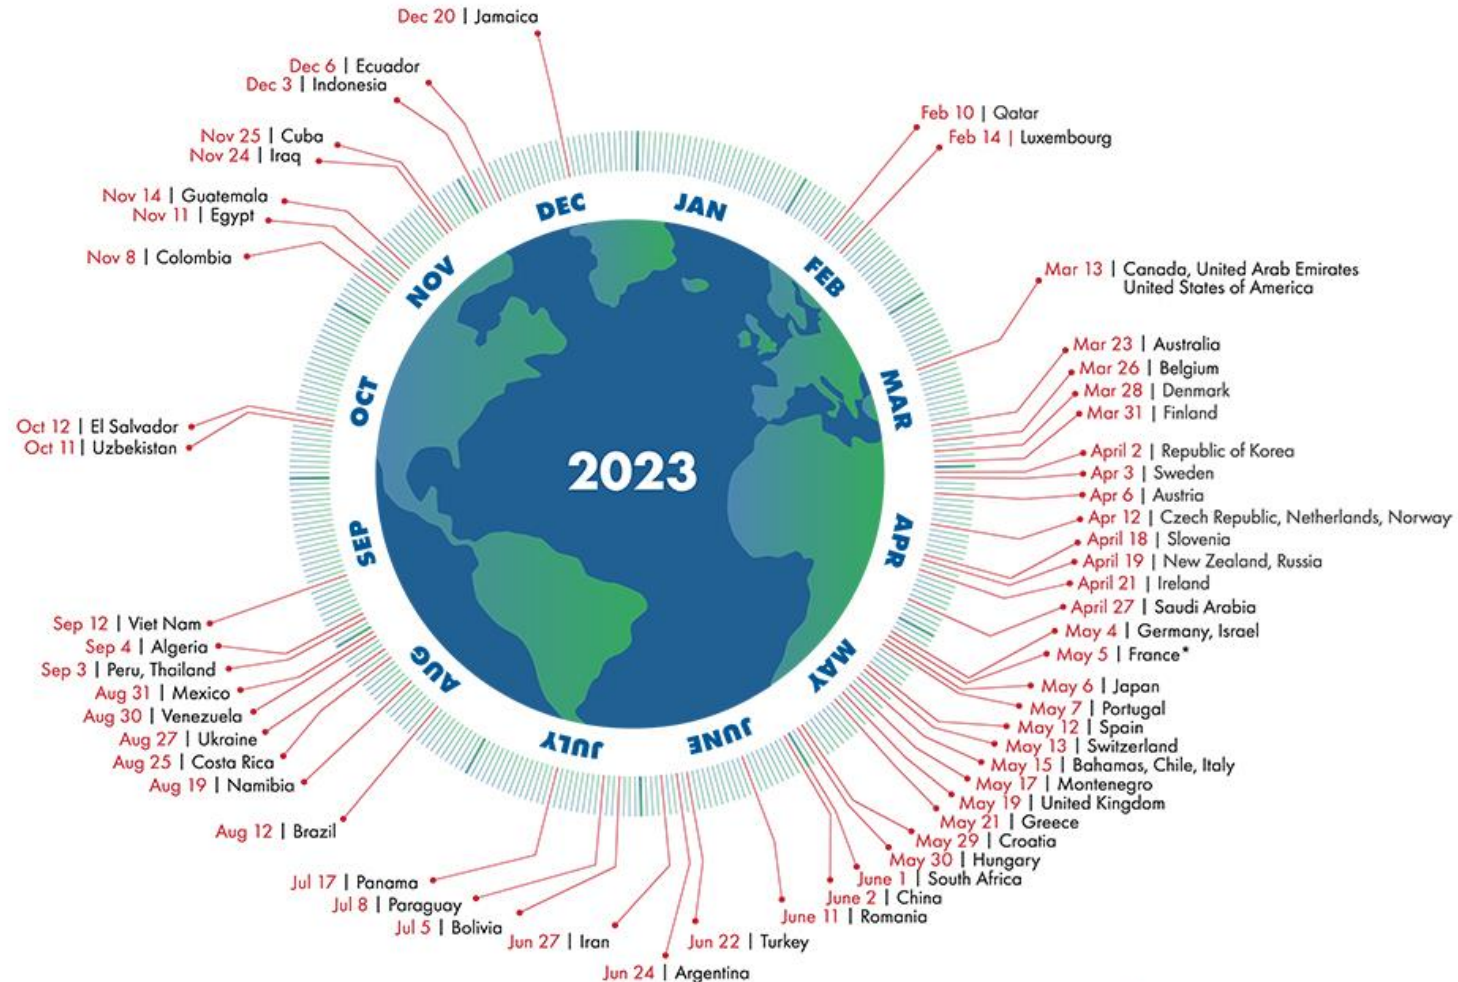 Dec 20 | Jamaica
Dec 6 | Ecuador
Dec 3 | Indonesia
Nov 25 | Cuba
Nov 24 | Iraq
Nov 14 | Guatemala
Nov 11 | Egypt
Nov 8 | Colombia
Oct 12 | El Salvador
Oct 11 | Uzbekistan
Sep 12 | Viet Nam
Sep 4 | Algeria
Sep 3 | Peru, Thailand
Aug 31 | Mexico
Aug 30 | Venezuela
Aug 27 | Ukraine
Aug 25 | Costa Rica
Aug 19 | Namibia
Aug 12 | Brazil
Jul 17 | Panama
Jul 8 | Paraguay
Jul 5 | Bolivia
Jun 27 | Iran
Jun 24 | Argentina
Jun 22 | Turkey
Feb 10 | Qatar
Feb 14 | Luxembourg
Mar 13 | Canada, United Arab Emirates
United States of America
Mar 23 | Australia
Mar 26 | Belgium
Mar 28 | Denmark
Mar 31 | Finland
April 2 | Republic of Korea
Apr 3 | Sweden
Apr 6 | Austria
Apr 12 | Czech Republic, Netherlands, Norway
April 18 | Slovenia
April 19 | New Zealand, Russia
April 21 | Ireland
April 27 | Saudi Arabia
May 4 | Germany, Israel
May 5 | France*
May 6 | Japan
May 7 | Portugal
May 12 | Spain
May 13 | Switzerland
May 15 | Bahamas, Chile, Italy
May 17 | Montenegro
May 19 | United Kingdom
May 21 | Greece
May 29 | Croatia
May 30 | Hungary
June 1 | South Africa
June 2 | China
June 11 | Romania
JAN
FEB
MAR
APR
MAY
JUNE
JULY
AUG
SEP
OCT
NOV
DEC
2023